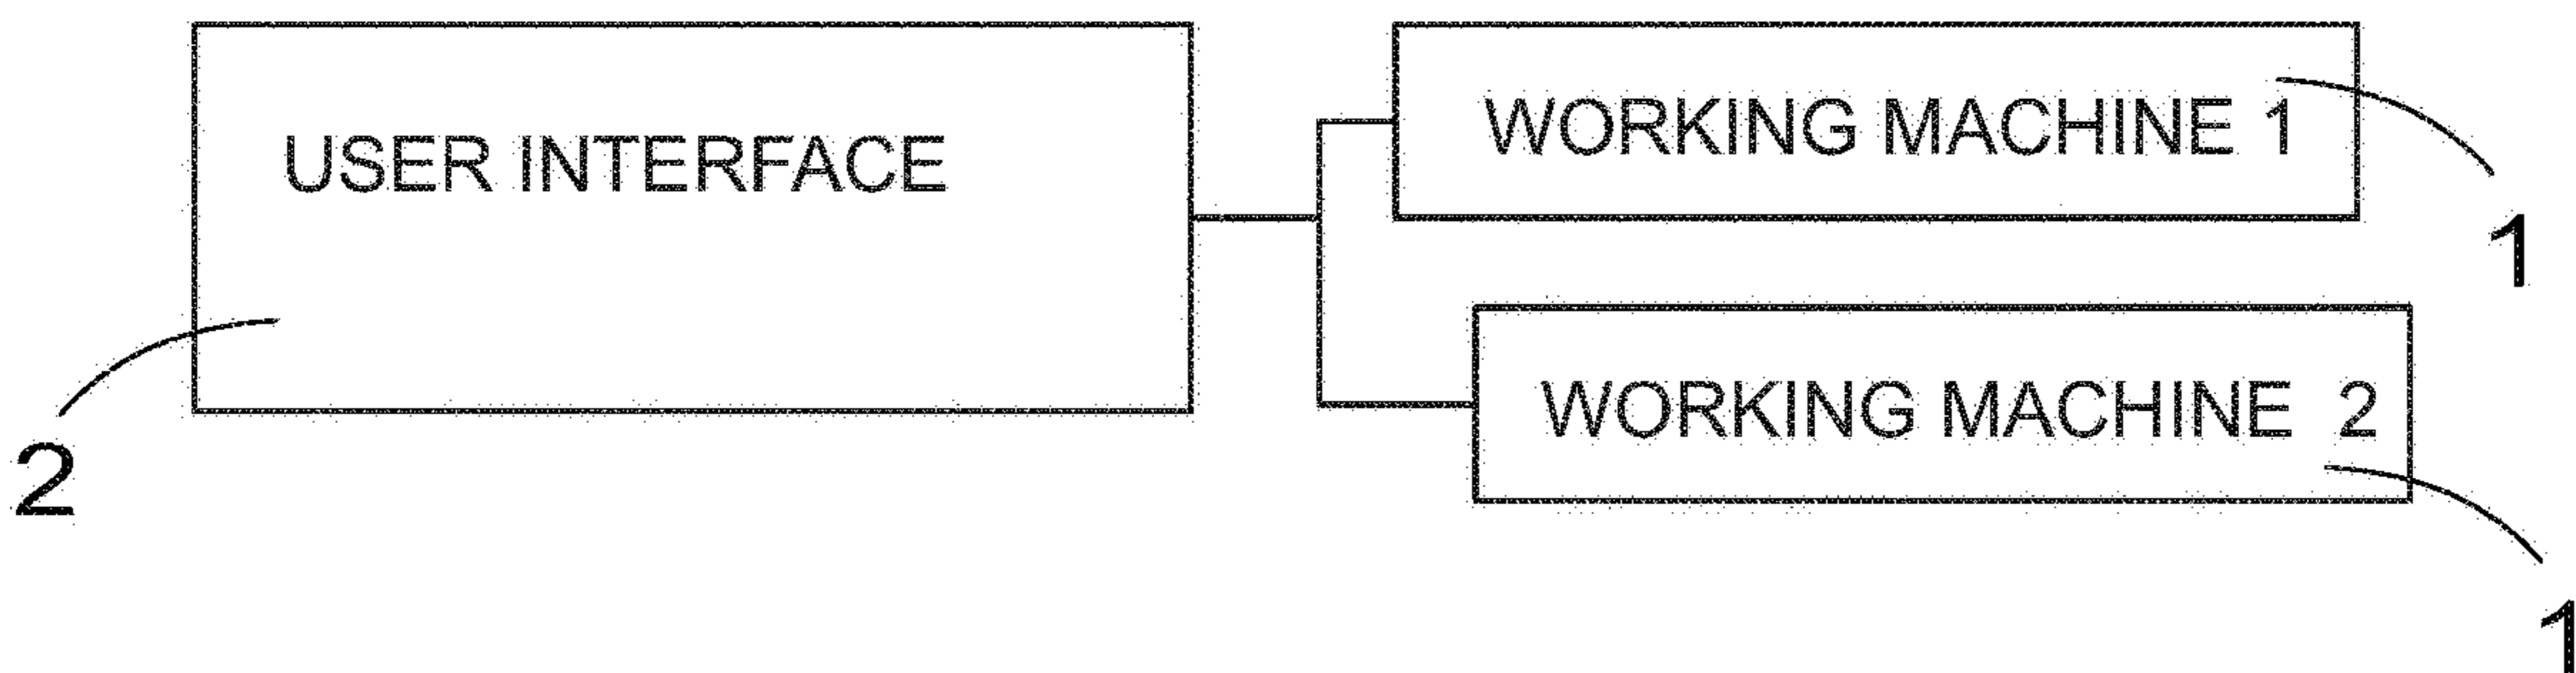 USER INTERFACE
WORKING MACHINE 1
1
WORKING MACHINE 2
2
1